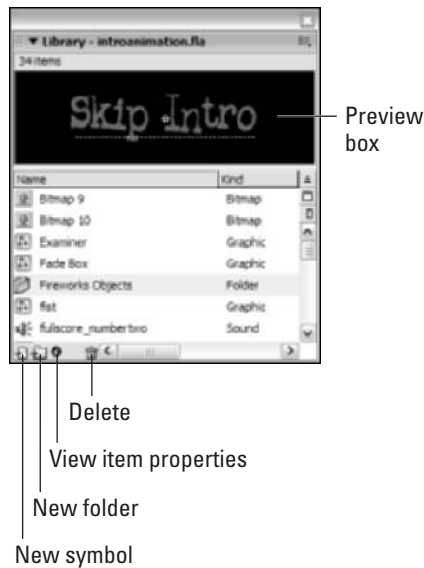 Library - introanimation.fla
34 items
Skip Intro
Preview
box
Name Kind
Bitmap 9 Bitmap
Bitmap 10 Bitmap
Examiner Graphic
Fade Box Graphic
Fireworks Objects Folder
fist Graphic
fullscore_numbertwo Sound
Delete
View item properties
New folder
New symbol